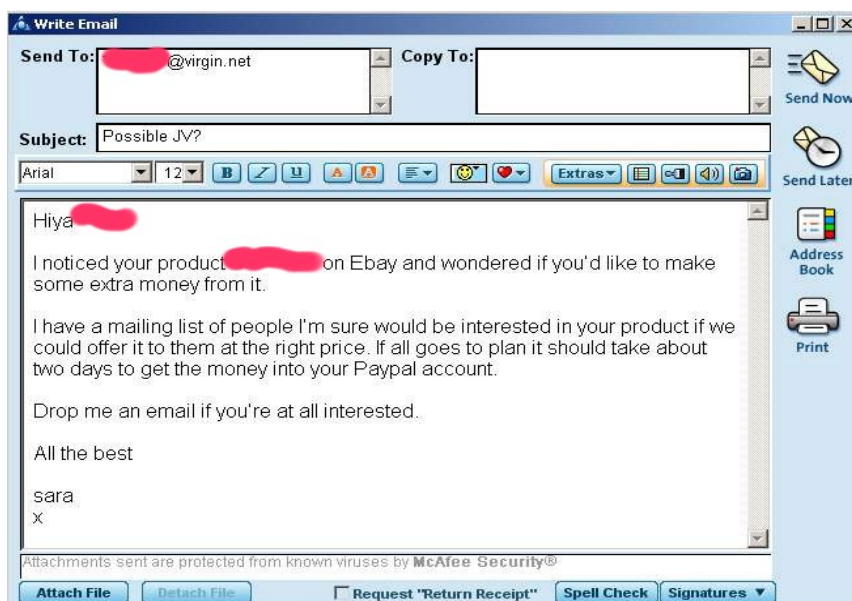 Write Email
Send To:
@virgin.net
Copy To:
Send Now
Subject:
Possible JV?
Arial
12
B
I
U
A
A
Extras
Send Later
Hiya
I noticed your product on Ebay and wondered if you'd like to make
some extra money from it.
I have a mailing list of people I'm sure would be interested in your product if we
could offer it to them at the right price. If all goes to plan it should take about
two days to get the money into your Paypal account.
Drop me an email if you're at all interested.
All the best
sara
x
Address
Book
Print
Attachments sent are protected from known viruses by McAfee Security®
Attach File
Detach File
Request "Return Receipt"
Spell Check
Signatures